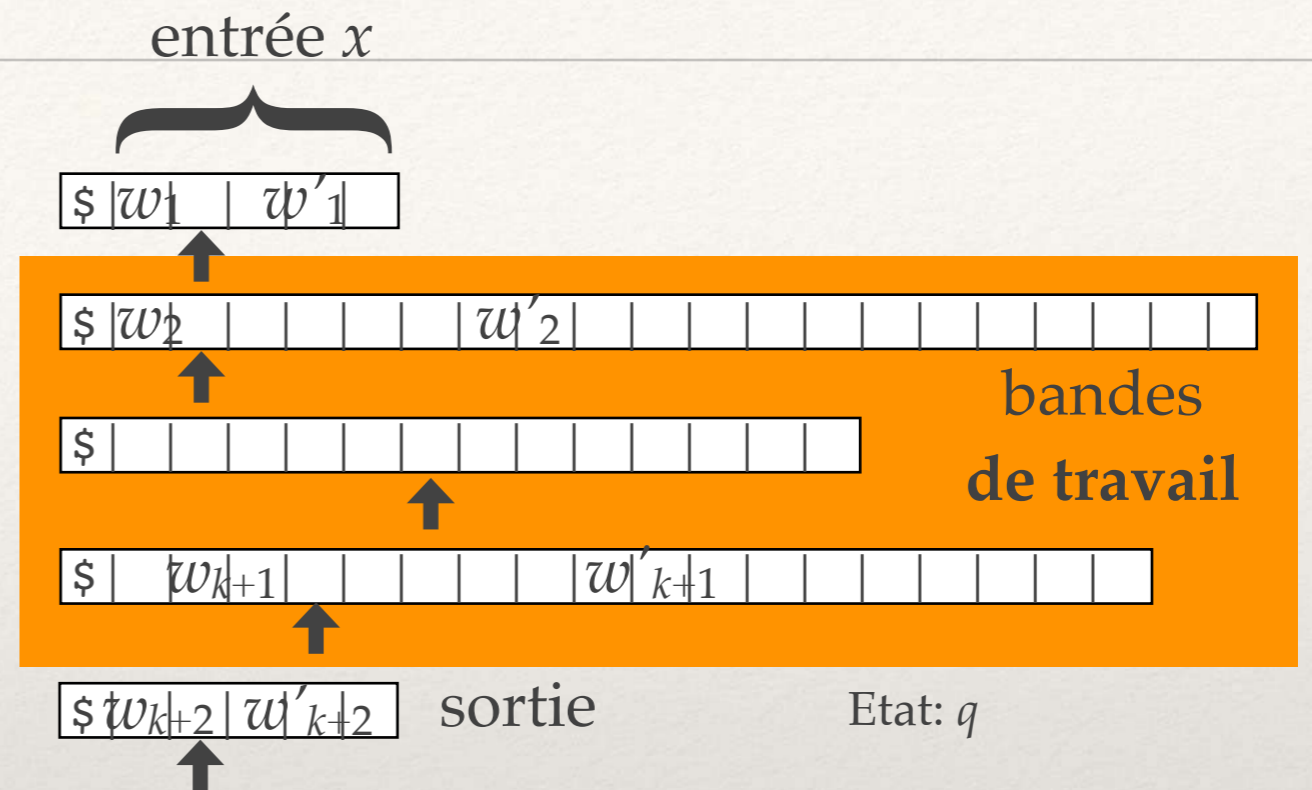 entrée x
$ w1 w′1
$ w2 w′2
bandes
$
de travail
$ wk+1 w′k+1
$ wk+2 w′k+2 sortie Etat: q